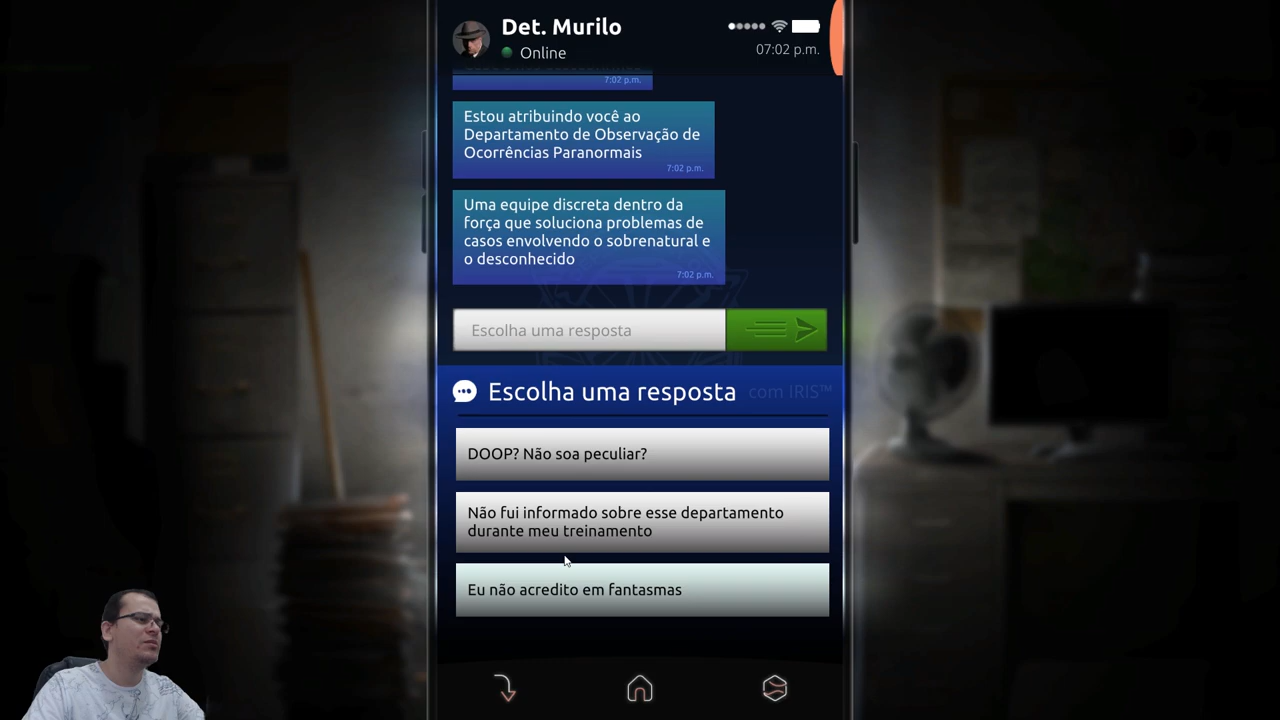 Det. Murilo
Online
07:02 p.m.
7:02 p.m.
Estou atribuindo você ao
Departamento de Observação de
Ocorrências Paranormais
7:02 p.m.
Uma equipe discreta dentro da
força que soluciona problemas de
casos envolvendo o sobrenatural e
o desconhecido
7:02 p.m.
Escolha uma resposta
Escolha uma resposta com IRIS™
DOOP? Não soa peculiar?
Não fui informado sobre esse departamento
durante meu treinamento
Eu não acredito em fantasmas